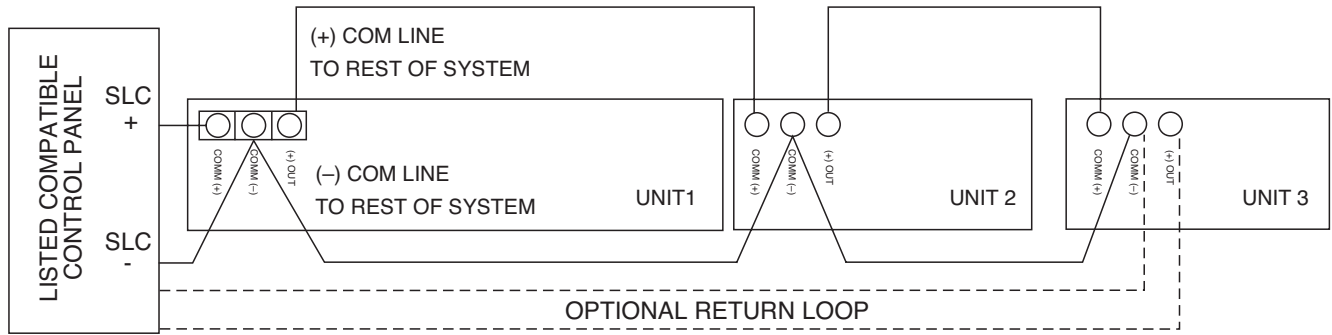 LISTED COMPATIBLE
CONTROL PANEL
SLC
+
SLC
-
(+) COM LINE
TO REST OF SYSTEM
COMM (+)
COMM (–)
(+) OUT
(–) COM LINE
TO REST OF SYSTEM
UNIT1
COMM (+)
COMM (–)
(+) OUT
UNIT 2
COMM (+)
COMM (–)
(+) OUT
UNIT 3
OPTIONAL RETURN LOOP